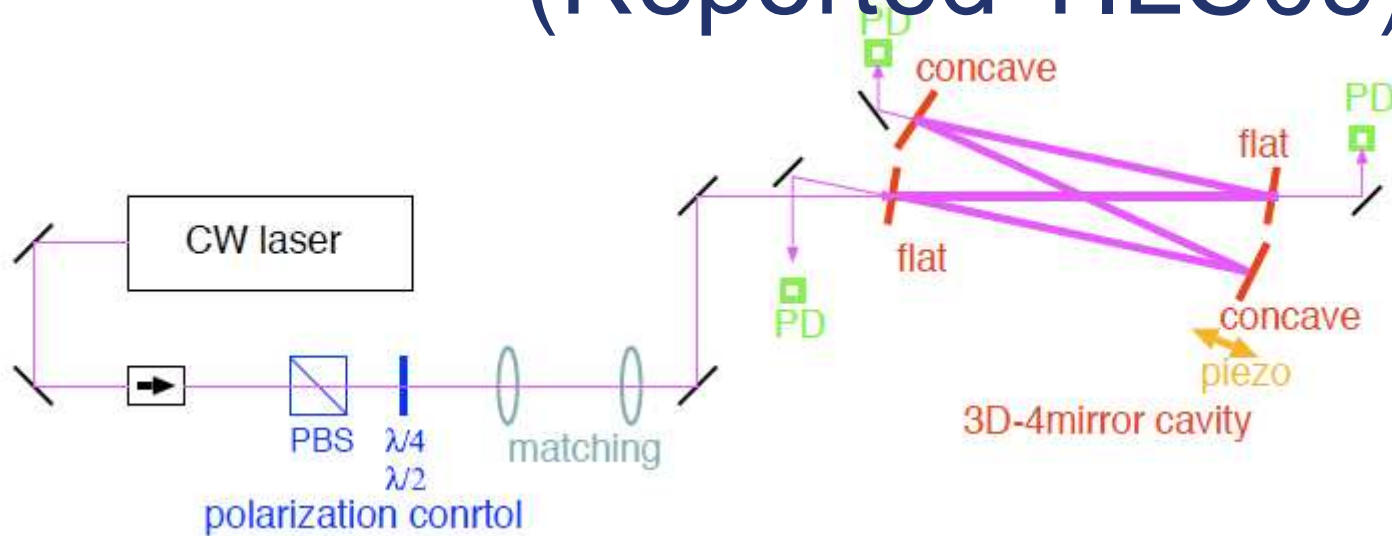 PD
concave
PD
flat
CW laser
flat
PD
concave
piezo
3D-4mirror cavity
PBS
λ/4
matching
λ/2
polarization conrtol